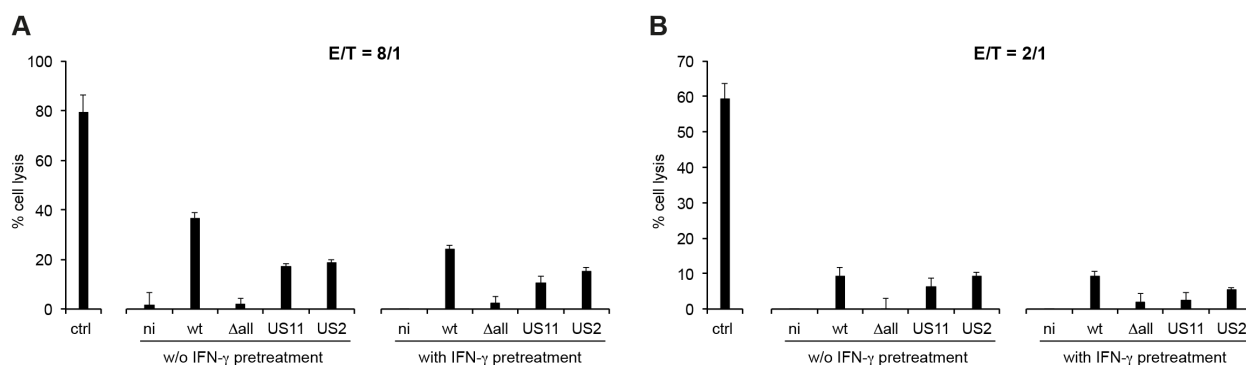 A
E/T = 8/1
% cell lysis
100
80
60
40
20
0
ctrl
ni wt Δall US11 US2
w/o IFN-γ pretreatment
ni wt Δall US11 US2
with IFN-γ pretreatment
B
E/T = 2/1
% cell lysis
70
60
50
40
30
20
10
0
ctrl
ni wt Δall US11 US2
w/o IFN-γ pretreatment
ni wt Δall US11 US2
with IFN-γ pretreatment